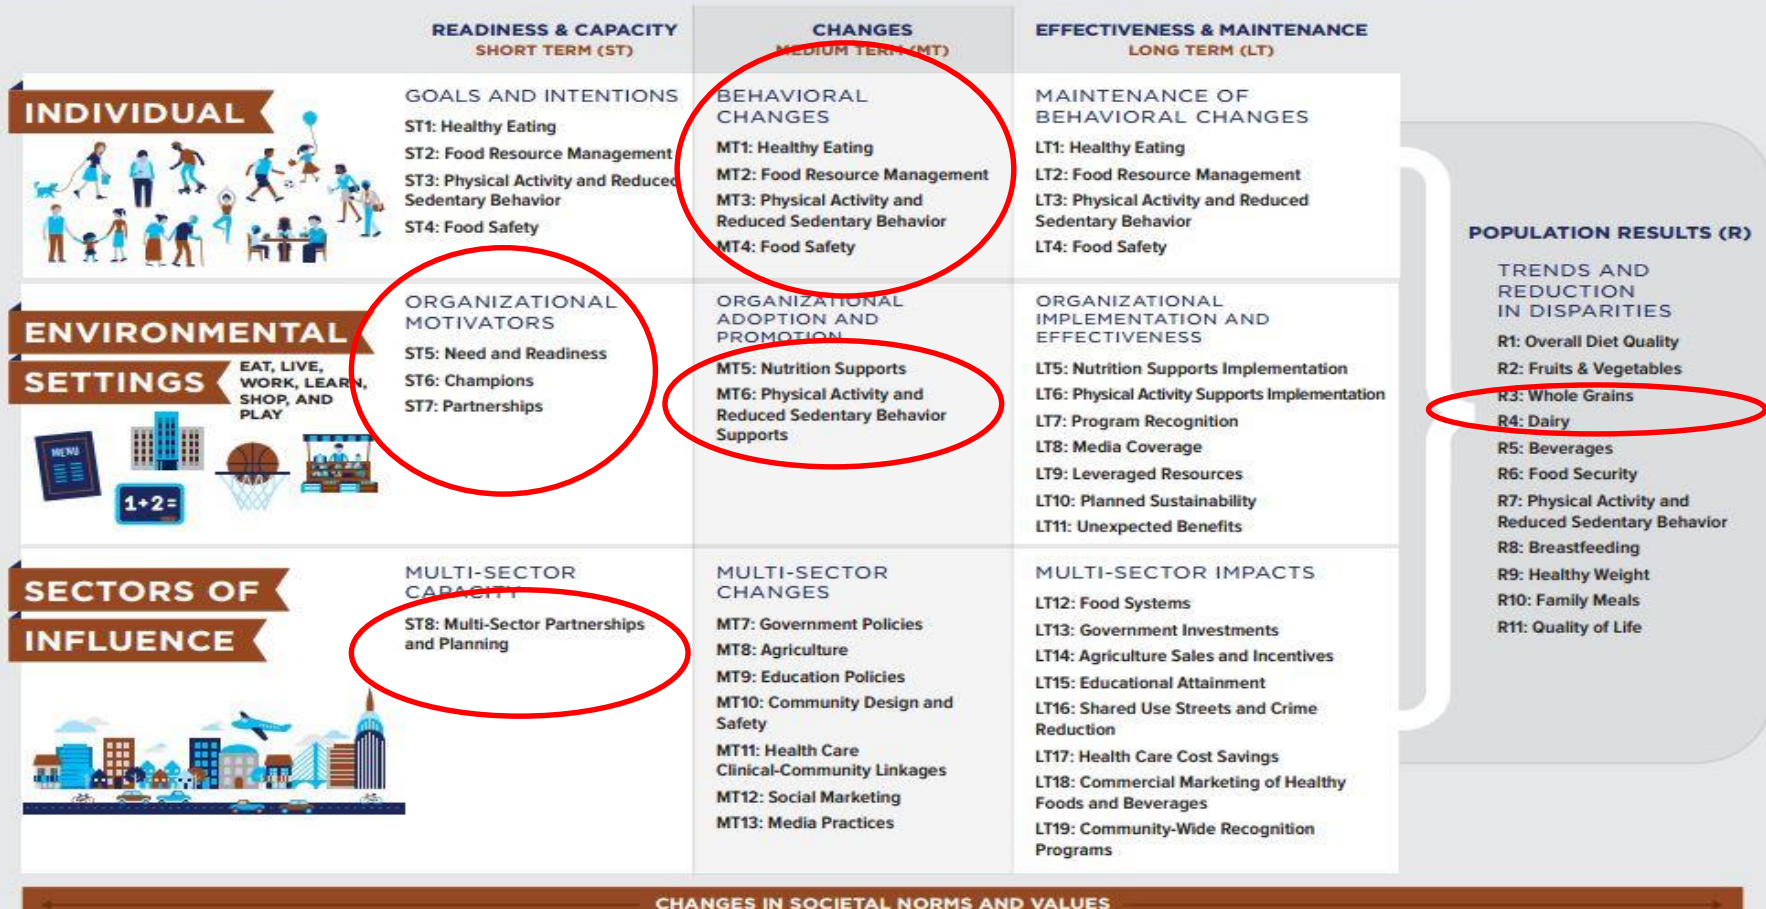 READINESS & CAPACITY
SHORT TERM (ST)
CHANGES
MEDIUM TERM (MT)
EFFECTIVENESS & MAINTENANCE
LONG TERM (LT)
INDIVIDUAL
GOALS AND INTENTIONS
ST1: Healthy Eating
ST2: Food Resource Management
ST3: Physical Activity and Reduced
Sedentary Behavior
ST4: Food Safety
BEHAVIORAL
CHANGES
MT1: Healthy Eating
MT2: Food Resource Management
MT3: Physical Activity and
Reduced Sedentary Behavior
MT4: Food Safety
MAINTENANCE OF
BEHAVIORAL CHANGES
LT1: Healthy Eating
LT2: Food Resource Management
LT3: Physical Activity and Reduced
Sedentary Behavior
LT4: Food Safety
ENVIRONMENTAL
SETTINGS
EAT, LIVE,
WORK, LEARN,
SHOP, AND
PLAY
MENU
1+2=
ORGANIZATIONAL
MOTIVATORS
ST5: Need and Readiness
ST6: Champions
ST7: Partnerships
ORGANIZATIONAL
ADOPTION AND
PROMOTION
MT5: Nutrition Supports
MT6: Physical Activity and
Reduced Sedentary Behavior
Supports
ORGANIZATIONAL
IMPLEMENTATION AND
EFFECTIVENESS
LT5: Nutrition Supports Implementation
LT6: Physical Activity Supports Implementation
LT7: Program Recognition
LT8: Media Coverage
LT9: Leveraged Resources
LT10: Planned Sustainability
LT11: Unexpected Benefits
SECTORS OF
INFLUENCE
MULTI-SECTOR
CAPACITY
ST8: Multi-Sector Partnerships
and Planning
MULTI-SECTOR
CHANGES
MT7: Government Policies
MT8: Agriculture
MT9: Education Policies
MT10: Community Design and
Safety
MT11: Health Care
Clinical-Community Linkages
MT12: Social Marketing
MT13: Media Practices
MULTI-SECTOR IMPACTS
LT12: Food Systems
LT13: Government Investments
LT14: Agriculture Sales and Incentives
LT15: Educational Attainment
LT16: Shared Use Streets and Crime
Reduction
LT17: Health Care Cost Savings
LT18: Commercial Marketing of Healthy
Foods and Beverages
LT19: Community-Wide Recognition
Programs
POPULATION RESULTS (R)
TRENDS AND
REDUCTION
IN DISPARITIES
R1: Overall Diet Quality
R2: Fruits & Vegetables
R3: Whole Grains
R4: Dairy
R5: Beverages
R6: Food Security
R7: Physical Activity and
Reduced Sedentary Behavior
R8: Breastfeeding
R9: Healthy Weight
R10: Family Meals
R11: Quality of Life
CHANGES IN SOCIETAL NORMS AND VALUES